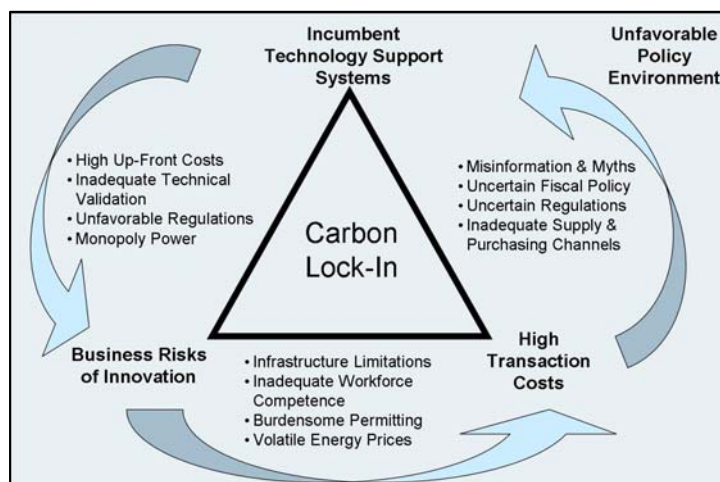 Incumbent
Technology Support
Systems
Unfavorable
Policy
Environment
• High Up-Front Costs
• Inadequate Technical
Validation
• Unfavorable Regulations
• Monopoly Power
• Misinformation & Myths
• Uncertain Fiscal Policy
• Uncertain Regulations
• Inadequate Supply &
Purchasing Channels
Carbon
Lock-In
Business Risks
of Innovation
• Infrastructure Limitations
• Inadequate Workforce
Competence
• Burdensome Permitting
• Volatile Energy Prices
High
Transaction
Costs